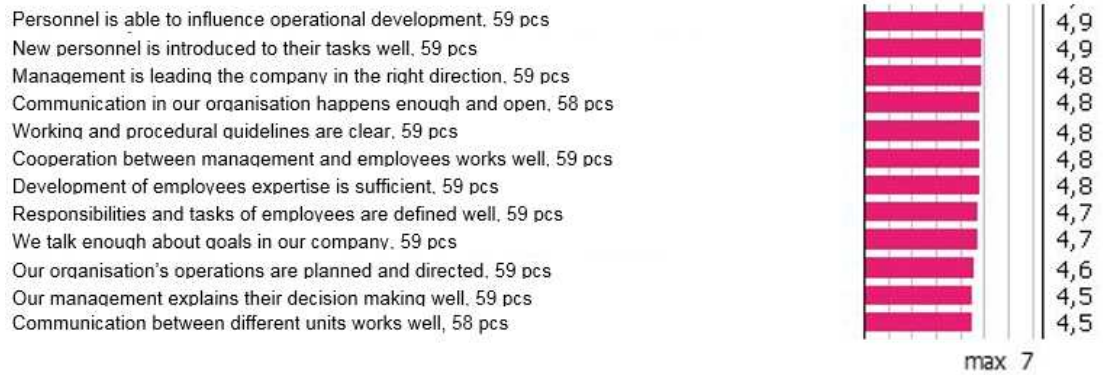 Personnel is able to influence operational development, 59 pcs 4,9
New personnel is introduced to their tasks well, 59 pcs 4,9
Management is leading the company in the right direction, 59 pcs 4,8
Communication in our organisation happens enough and open, 58 pcs 4,8
Working and procedural guidelines are clear, 59 pcs 4,8
Cooperation between management and employees works well, 59 pcs 4,8
Development of employees expertise is sufficient, 59 pcs 4,8
Responsibilities and tasks of employees are defined well, 59 pcs 4,7
We talk enough about goals in our company, 59 pcs 4,7
Our organisation's operations are planned and directed, 59 pcs 4,6
Our management explains their decision making well, 59 pcs 4,5
Communication between different units works well, 58 pcs 4,5
max 7